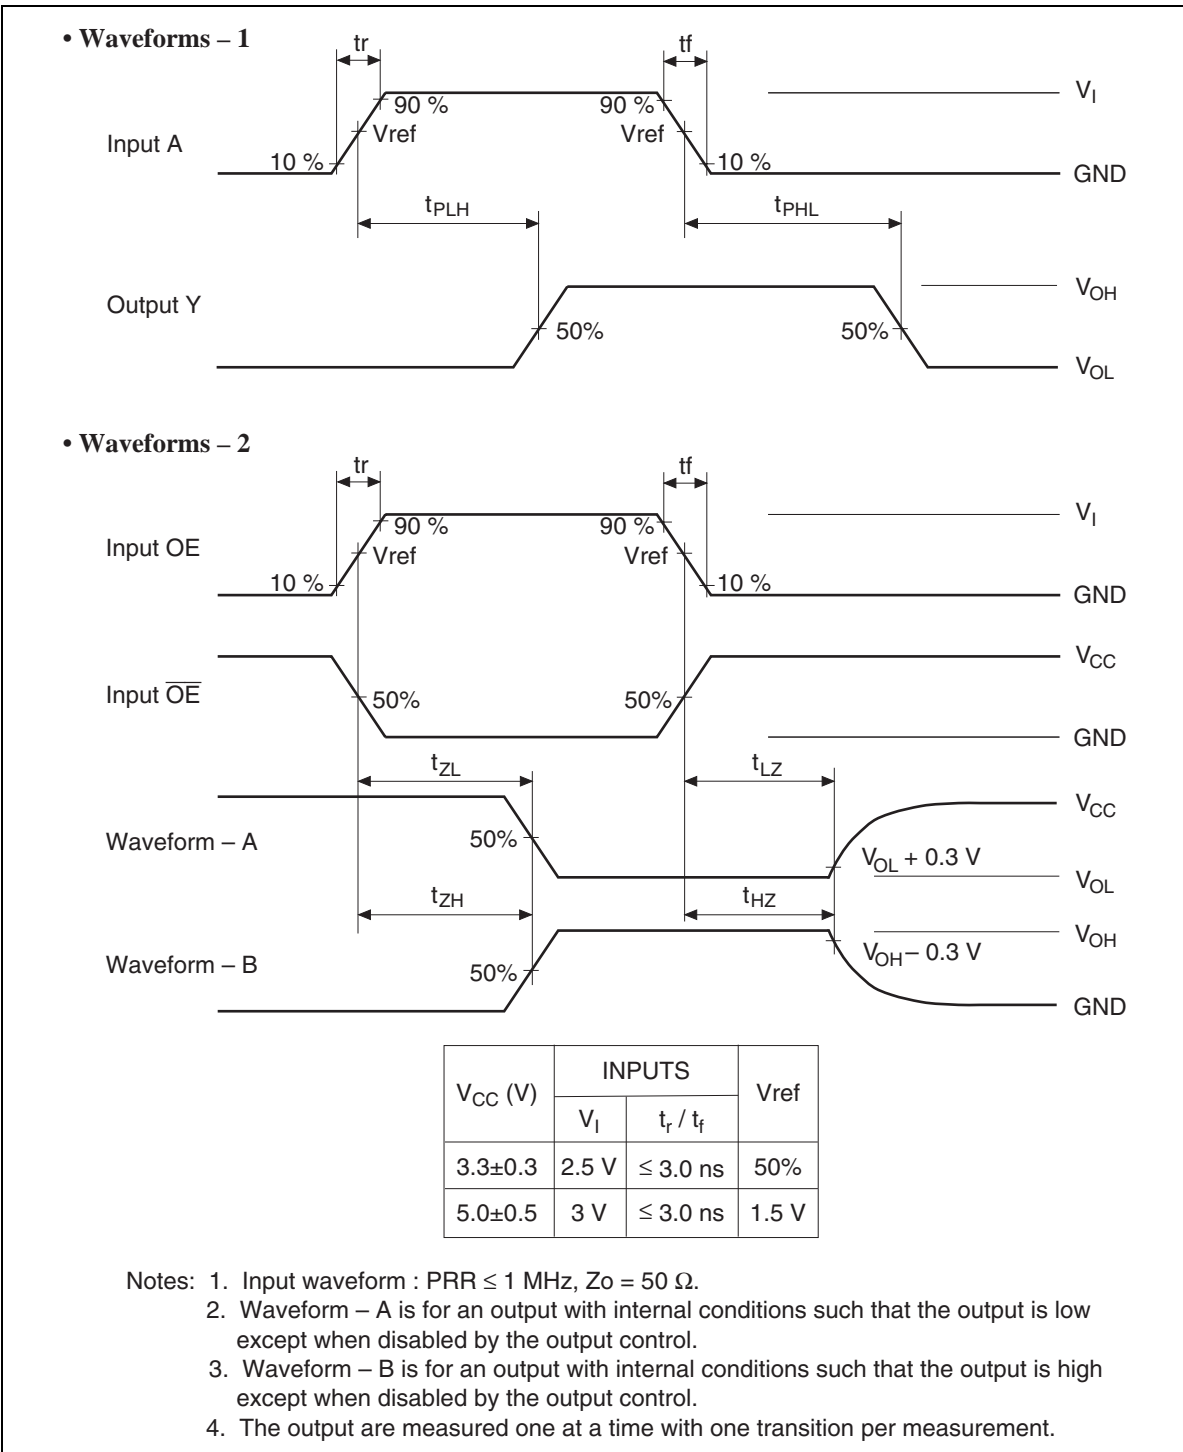 • Waveforms – 1
tr
tf
Input A
10 %
90 %
Vref
90 %
Vref
10 %
VI
GND
tPLH
tPHL
Output Y
50%
50%
VOH
VOL
• Waveforms – 2
tr
tf
Input OE
10 %
90 %
Vref
90 %
Vref
10 %
VI
GND
Input O̅E̅
50%
50%
VCC
GND
tZL
tLZ
Waveform – A
50%
VOL + 0.3 V
VCC
VOL
tZH
tHZ
Waveform – B
50%
VOH – 0.3 V
VOH
GND
VCC (V) INPUTS Vref
VI tr / tf
3.3±0.3 2.5 V ≤ 3.0 ns 50%
5.0±0.5 3 V ≤ 3.0 ns 1.5 V
Notes: 1. Input waveform : PRR ≤ 1 MHz, Zo = 50 Ω.
2. Waveform – A is for an output with internal conditions such that the output is low
except when disabled by the output control.
3. Waveform – B is for an output with internal conditions such that the output is high
except when disabled by the output control.
4. The output are measured one at a time with one transition per measurement.